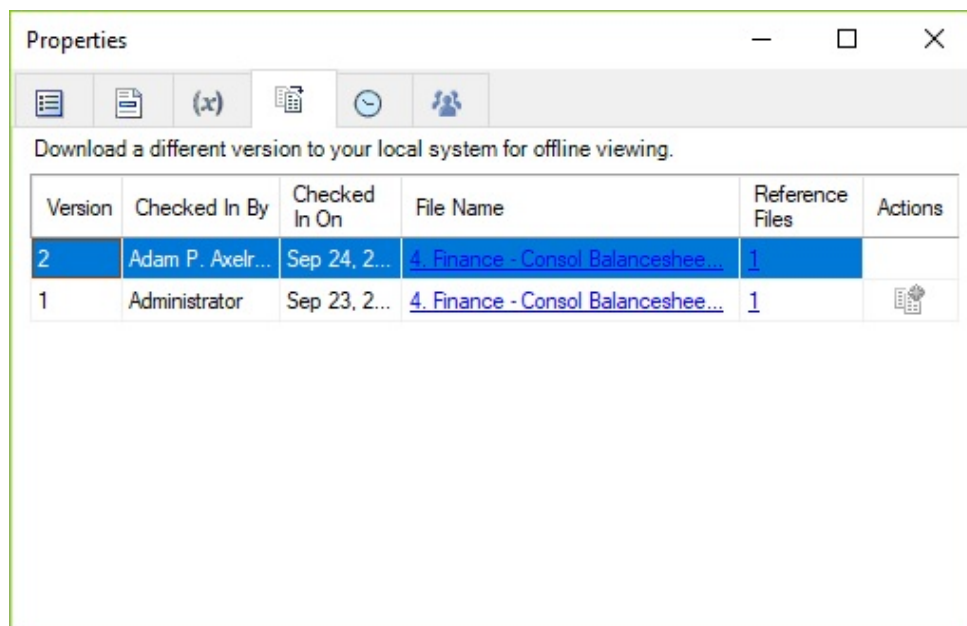 Properties
(x)
Download a different version to your local system for offline viewing.
Version Checked In By Checked In On File Name Reference Files Actions
2 Adam P. Axelr... Sep 24, 2... 4. Finance - Consol Balanceshee... 1
1 Administrator Sep 23, 2... 4. Finance - Consol Balanceshee... 1